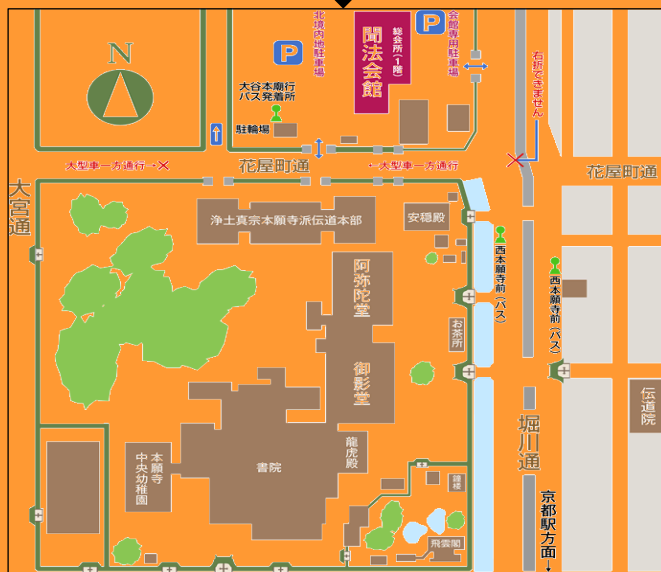 北境内地駐車場
P
聞法会館
総会所(1階)
P
会館専用駐車場
右折できません
N
大谷本廟行
バス発着所
駐輪場
大型車一方通行→×
花屋町通
←大型車一方通行
花屋町通
大宮通
浄土真宗本願寺派伝道本部
安穏殿
阿弥陀堂
西本願寺前(バス)
西本願寺前(バス)
お茶所
御影堂
伝道院
堀川通
龍虎殿
書院
本願寺
中央幼稚園
鐘楼
飛雲閣
京都駅方面→